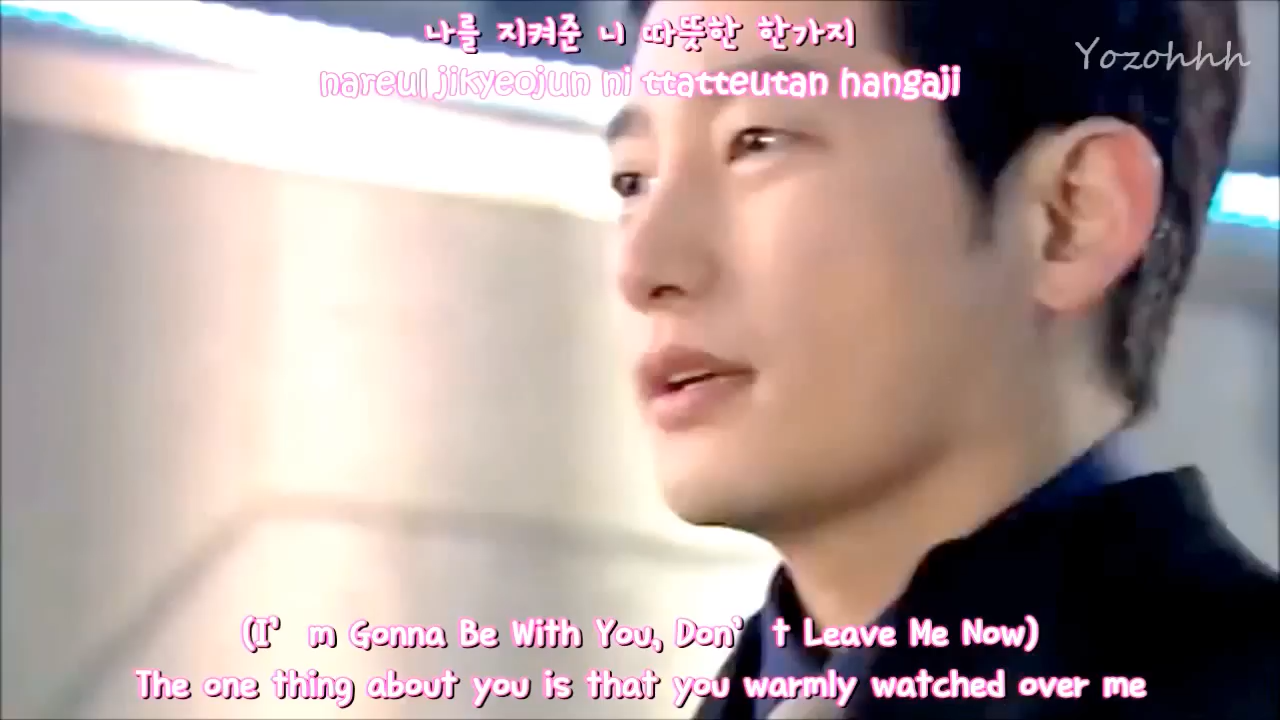 나를 지켜준 니 따뜻한 한가지
Yozohhh
nareul jikyeojun ni ttatteutan hangaji
(I'm Gonna Be With You, Don't Leave Me Now)
The one thing about you is that you warmly watched over me